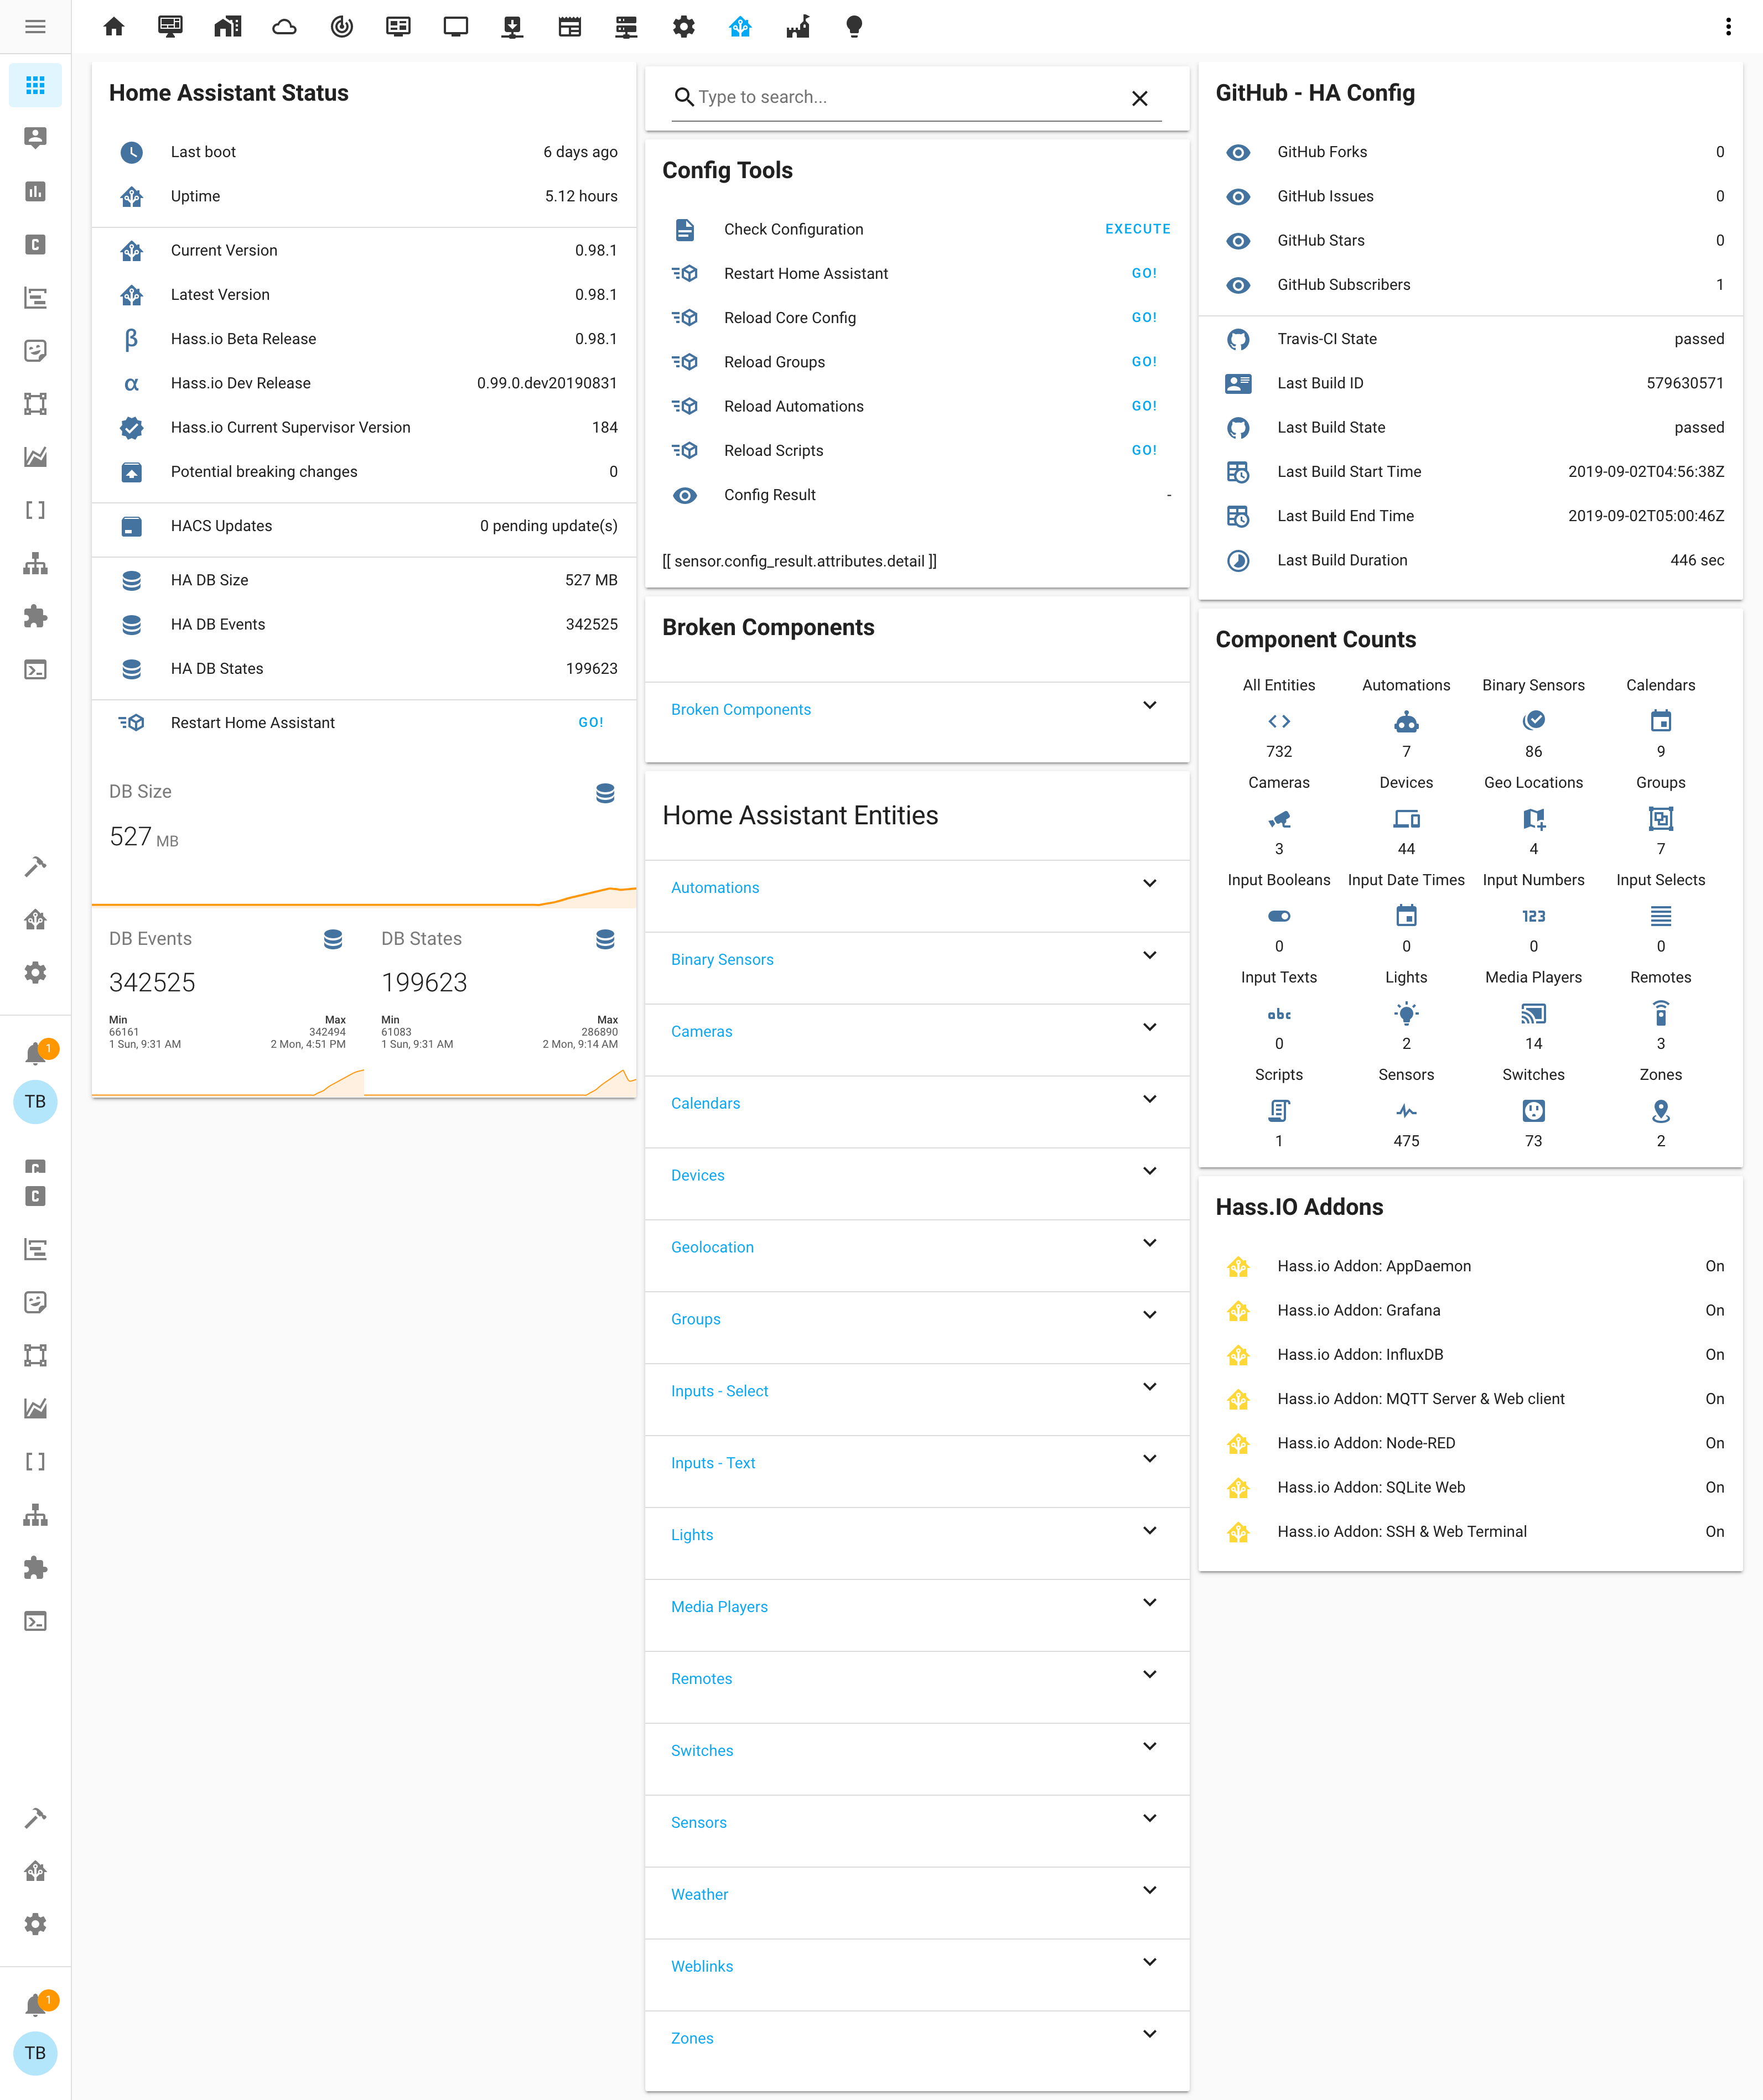 Home Assistant Status
Last boot 6 days ago
Uptime 5.12 hours
Current Version 0.98.1
Latest Version 0.98.1
β Hass.io Beta Release 0.98.1
α Hass.io Dev Release 0.99.0.dev20190831
Hass.io Current Supervisor Version 184
Potential breaking changes 0
HACS Updates 0 pending update(s)
HA DB Size 527 MB
HA DB Events 342525
HA DB States 199623
Restart Home Assistant GO!
DB Size
527 MB
DB Events
342525
Min Max
66161 342494
1 Sun, 9:31 AM 2 Mon, 4:51 PM
DB States
199623
Min Max
61083 286890
1 Sun, 9:31 AM 2 Mon, 9:14 AM
Type to search...
Config Tools
Check Configuration EXECUTE
Restart Home Assistant GO!
Reload Core Config GO!
Reload Groups GO!
Reload Automations GO!
Reload Scripts GO!
Config Result -
[[ sensor.config_result.attributes.detail ]]
Broken Components
Broken Components
Home Assistant Entities
Automations
Binary Sensors
Cameras
Calendars
Devices
Geolocation
Groups
Inputs - Select
Inputs - Text
Lights
Media Players
Remotes
Switches
Sensors
Weather
Weblinks
Zones
GitHub - HA Config
GitHub Forks 0
GitHub Issues 0
GitHub Stars 0
GitHub Subscribers 1
Travis-CI State passed
Last Build ID 579630571
Last Build State passed
Last Build Start Time 2019-09-02T04:56:38Z
Last Build End Time 2019-09-02T05:00:46Z
Last Build Duration 446 sec
Component Counts
All Entities Automations Binary Sensors Calendars
732 7 86 9
Cameras Devices Geo Locations Groups
3 44 4 7
Input Booleans Input Date Times Input Numbers Input Selects
123
0 0 0 0
Input Texts Lights Media Players Remotes
abc
0 2 14 3
Scripts Sensors Switches Zones
1 475 73 2
Hass.IO Addons
Hass.io Addon: AppDaemon On
Hass.io Addon: Grafana On
Hass.io Addon: InfluxDB On
Hass.io Addon: MQTT Server & Web client On
Hass.io Addon: Node-RED On
Hass.io Addon: SQLite Web On
Hass.io Addon: SSH & Web Terminal On
C
1
TB
C
C
1
TB